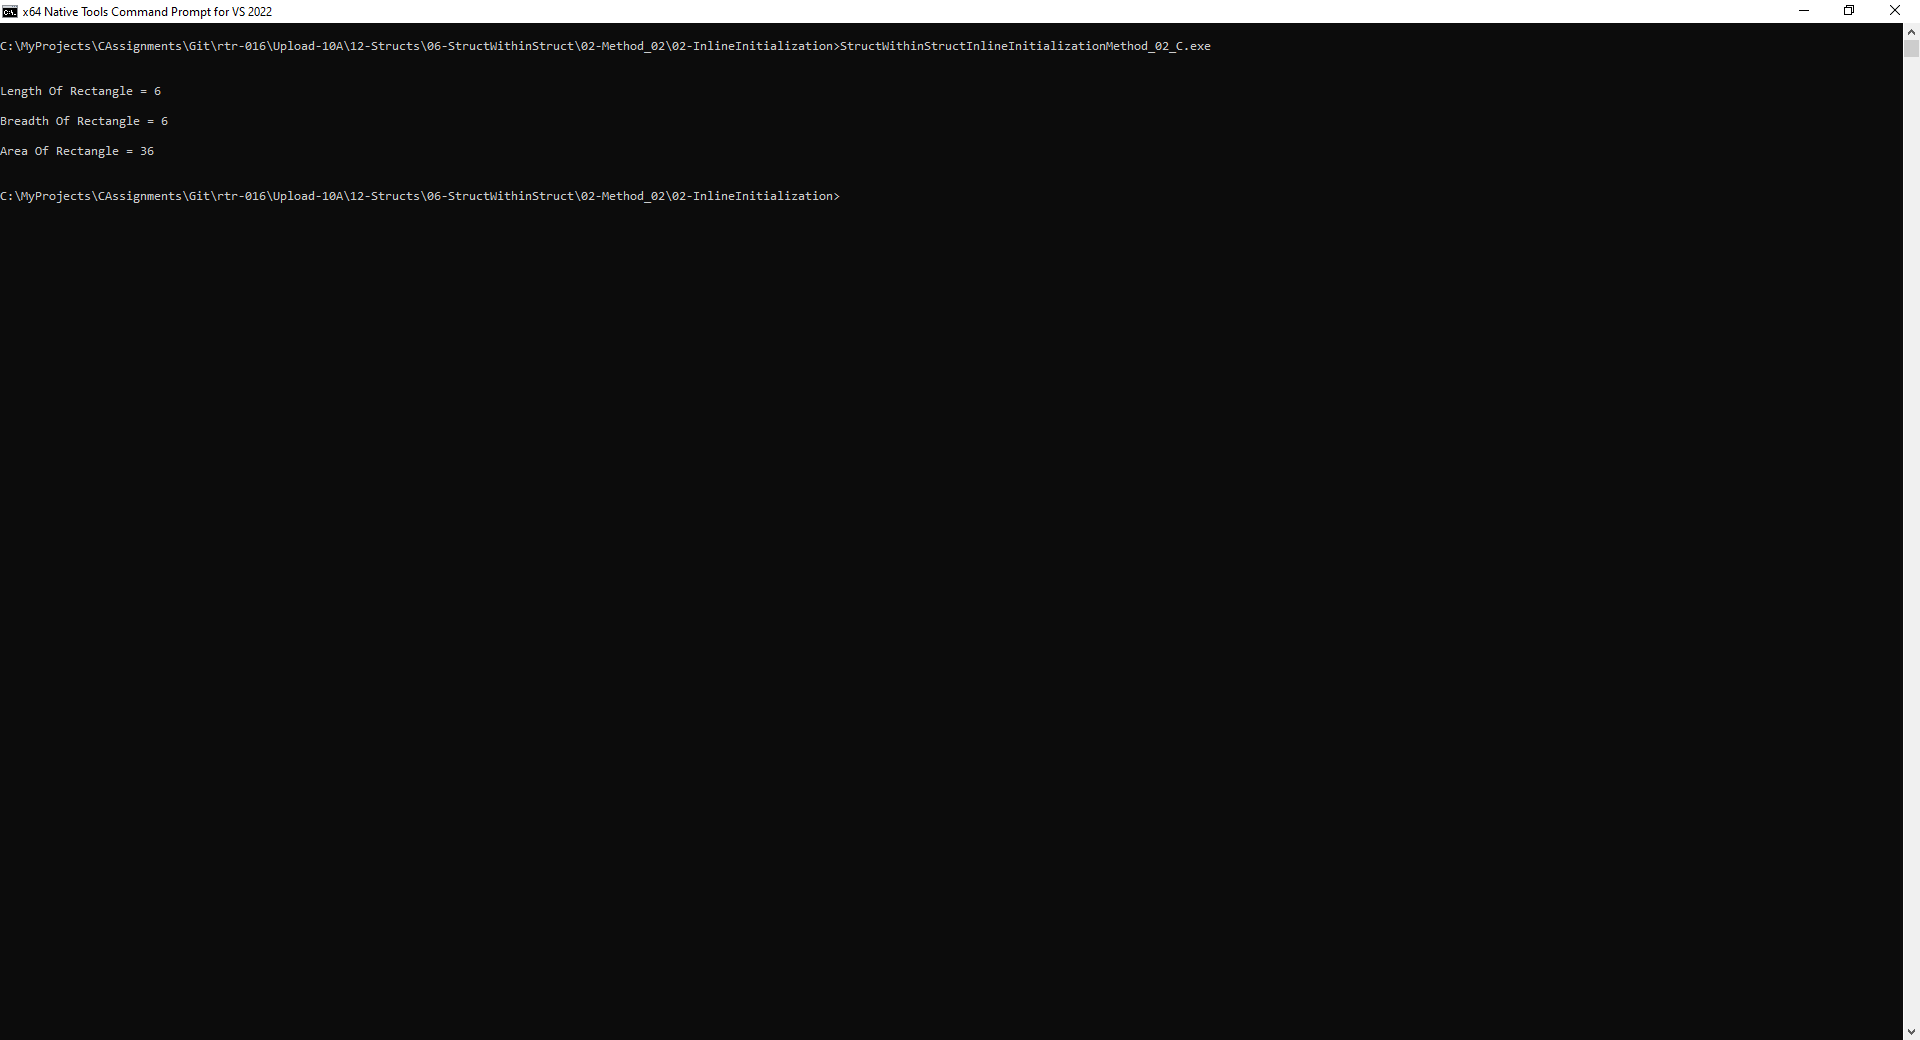 x64 Native Tools Command Prompt for VS 2022
C:\MyProjects\CAssignments\Git\rtr-016\Upload-10A\12-Structs\06-StructWithinStruct\02-Method_02\02-InlineInitialization>StructWithinStructInlineInitializationMethod_02_C.exe
Length Of Rectangle = 6
Breadth Of Rectangle = 6
Area Of Rectangle = 36
C:\MyProjects\CAssignments\Git\rtr-016\Upload-10A\12-Structs\06-StructWithinStruct\02-Method_02\02-InlineInitialization>